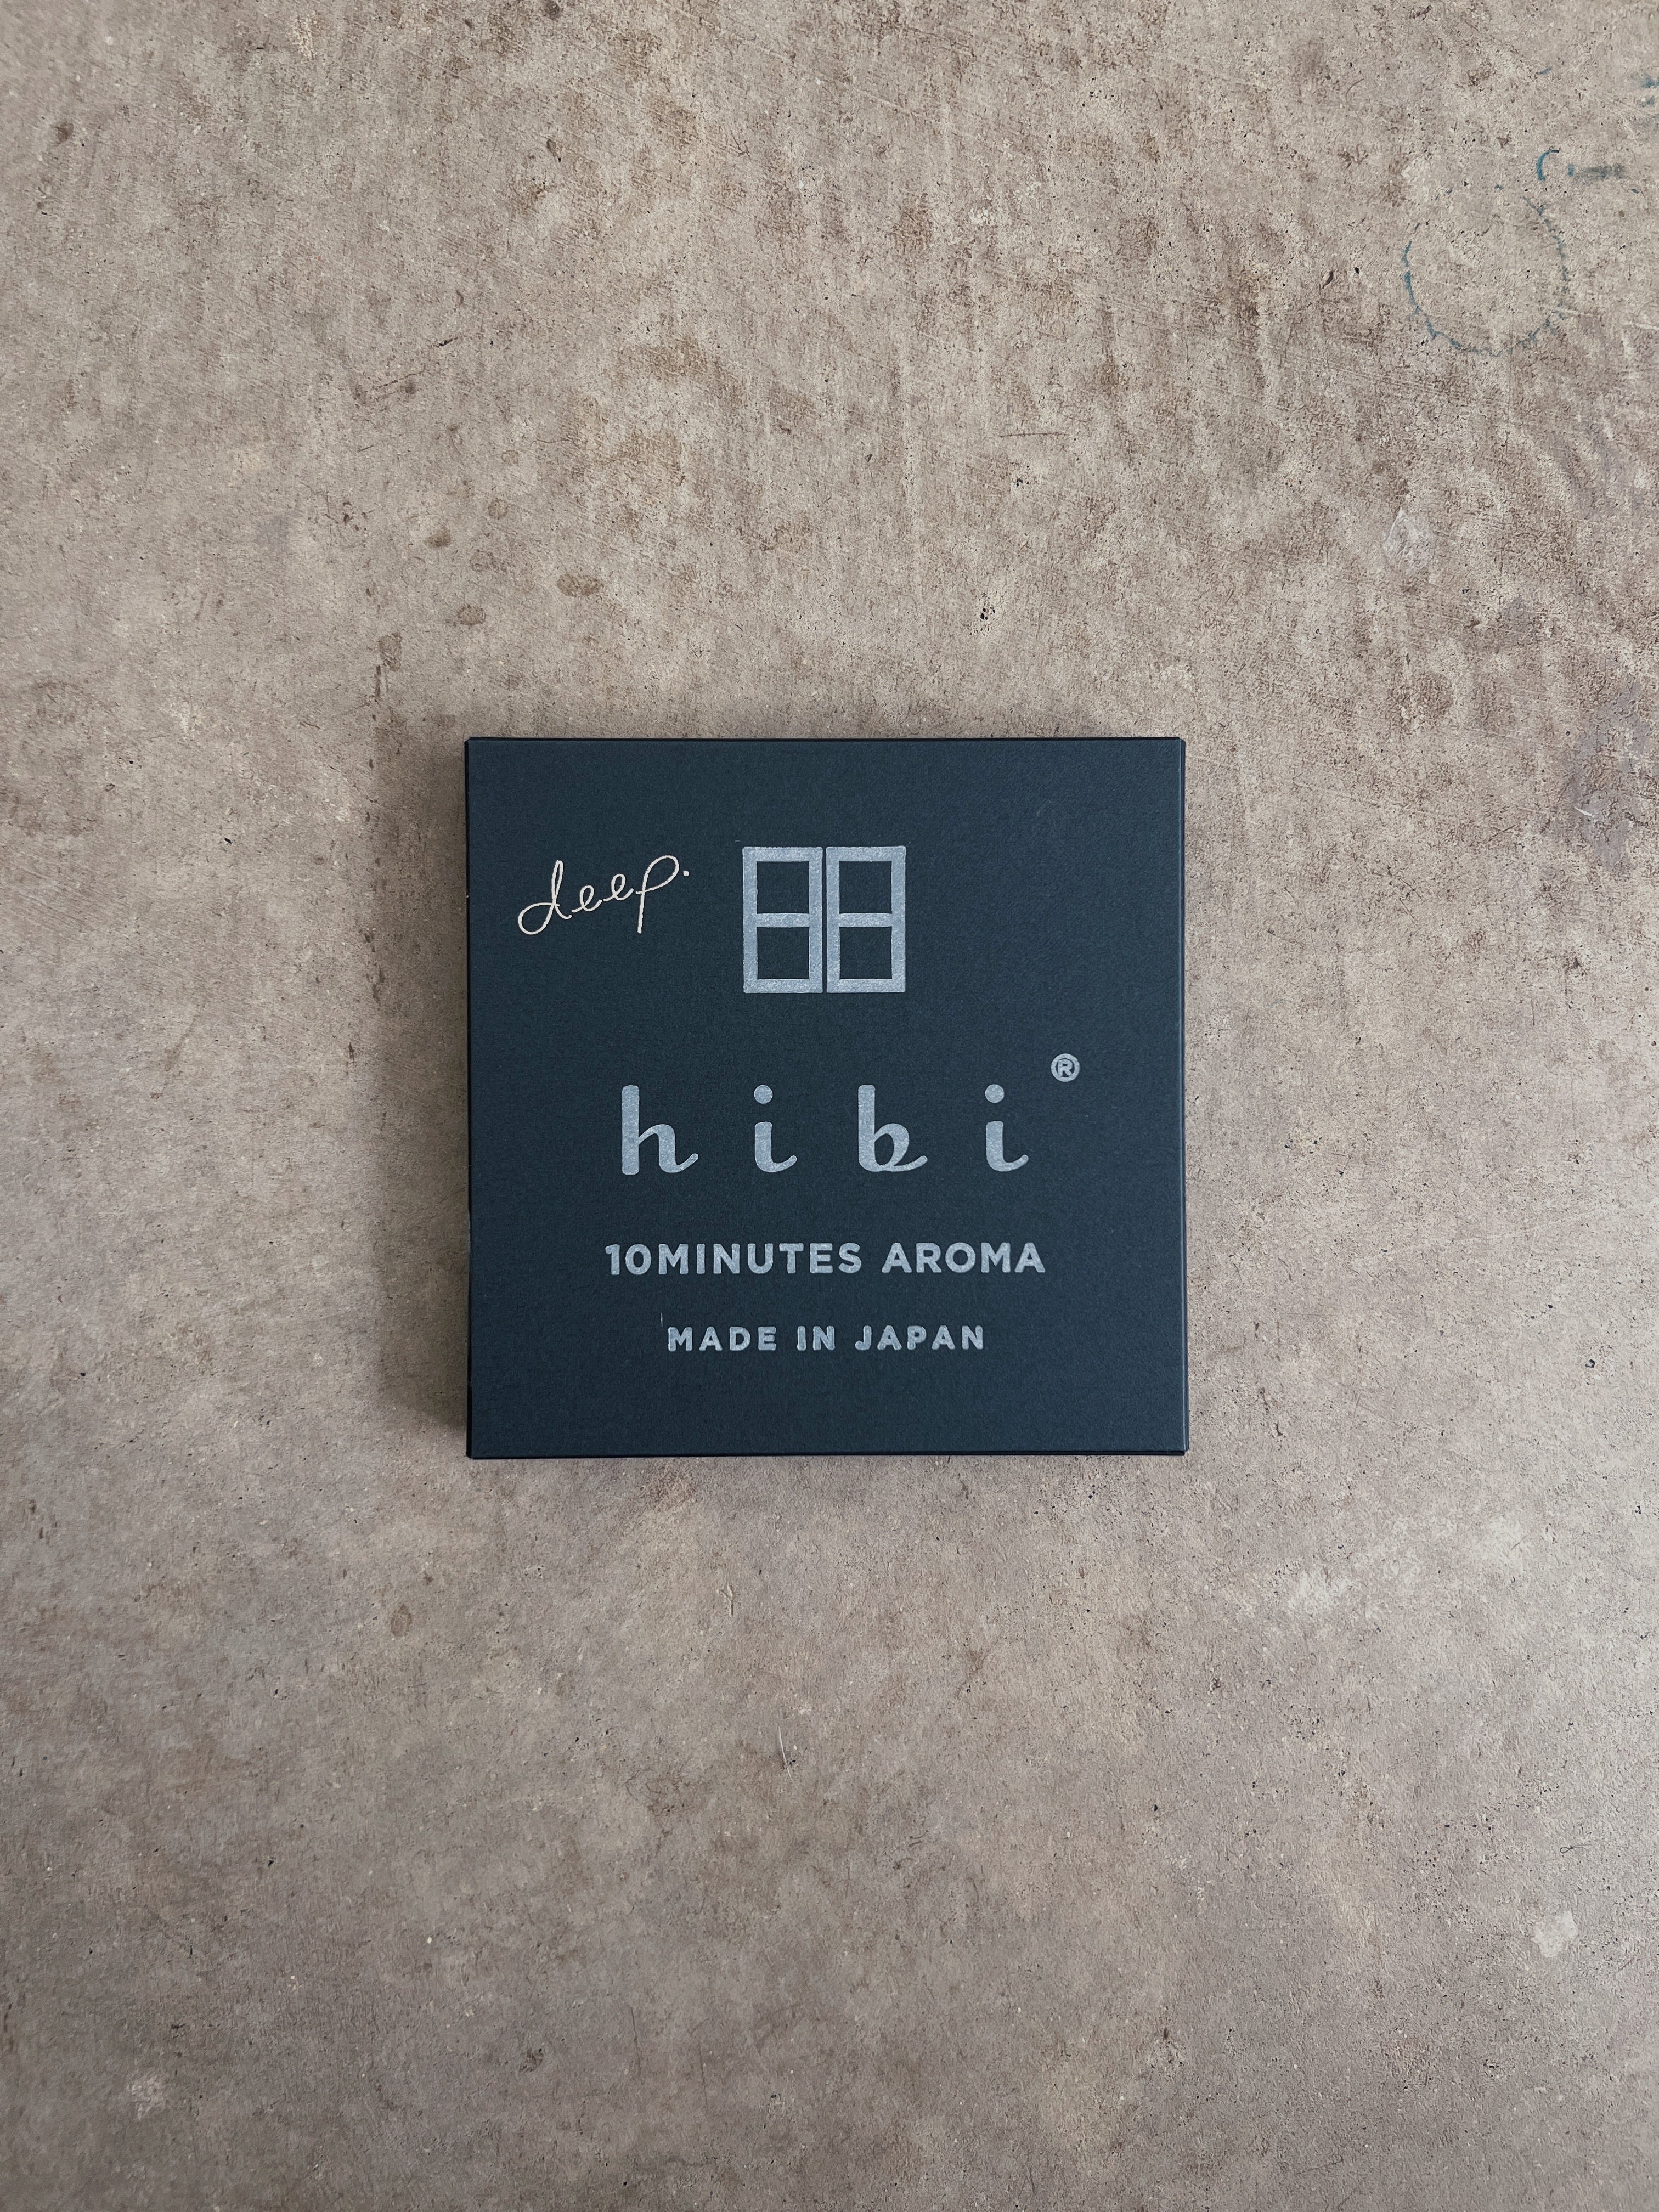 deep.
日日
hibi®
10MINUTES AROMA
MADE IN JAPAN